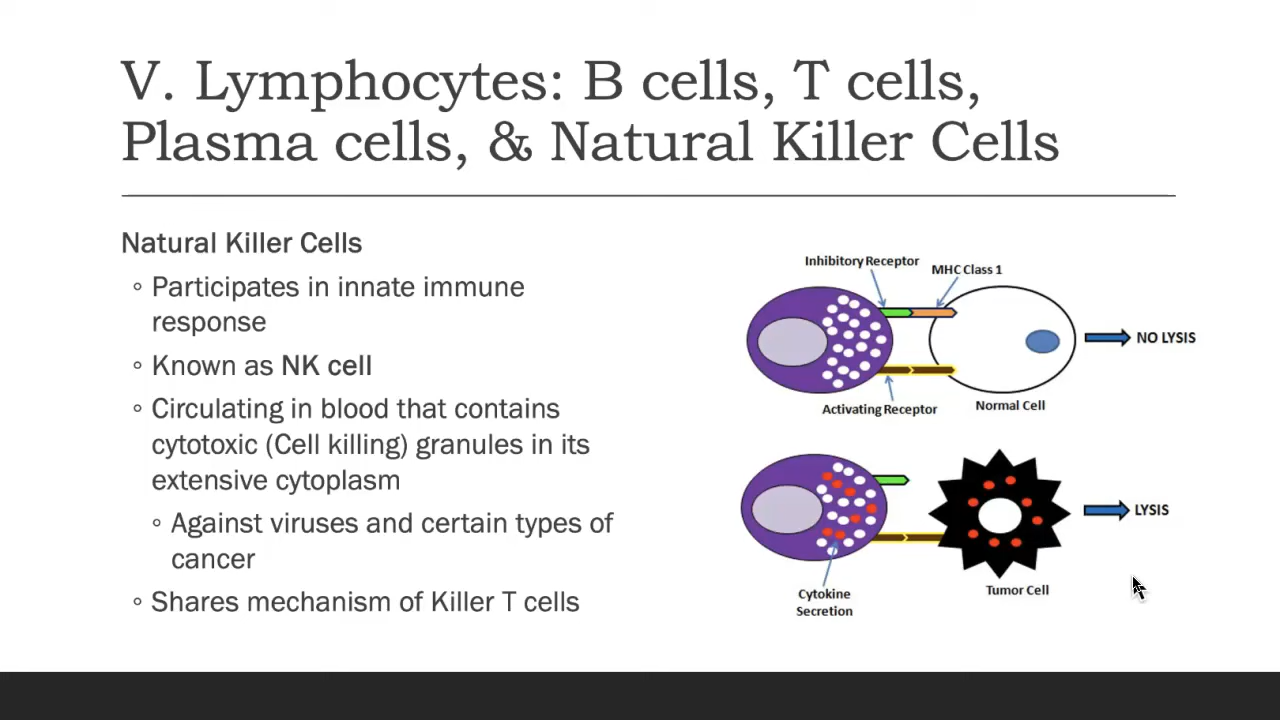 V. Lymphocytes: B cells, T cells,
Plasma cells, & Natural Killer Cells
Natural Killer Cells
◦ Participates in innate immune
response
◦ Known as NK cell
◦ Circulating in blood that contains
cytotoxic (Cell killing) granules in its
extensive cytoplasm
◦ Against viruses and certain types of
cancer
◦ Shares mechanism of Killer T cells
Inhibitory Receptor
MHC Class 1
NO LYSIS
Activating Receptor
Normal Cell
LYSIS
Cytokine
Secretion
Tumor Cell